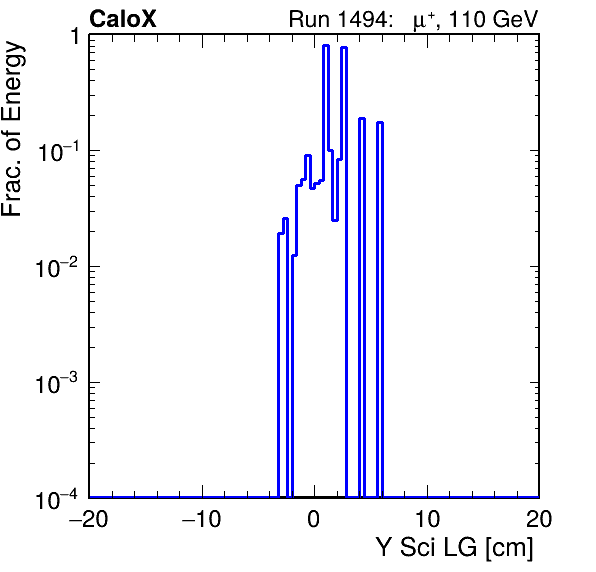 CaloX Run 1494: μ⁺, 110 GeV
Frac. of Energy
1
10⁻¹
10⁻²
10⁻³
10⁻⁴
−20 −10 0 10 20
Y Sci LG [cm]